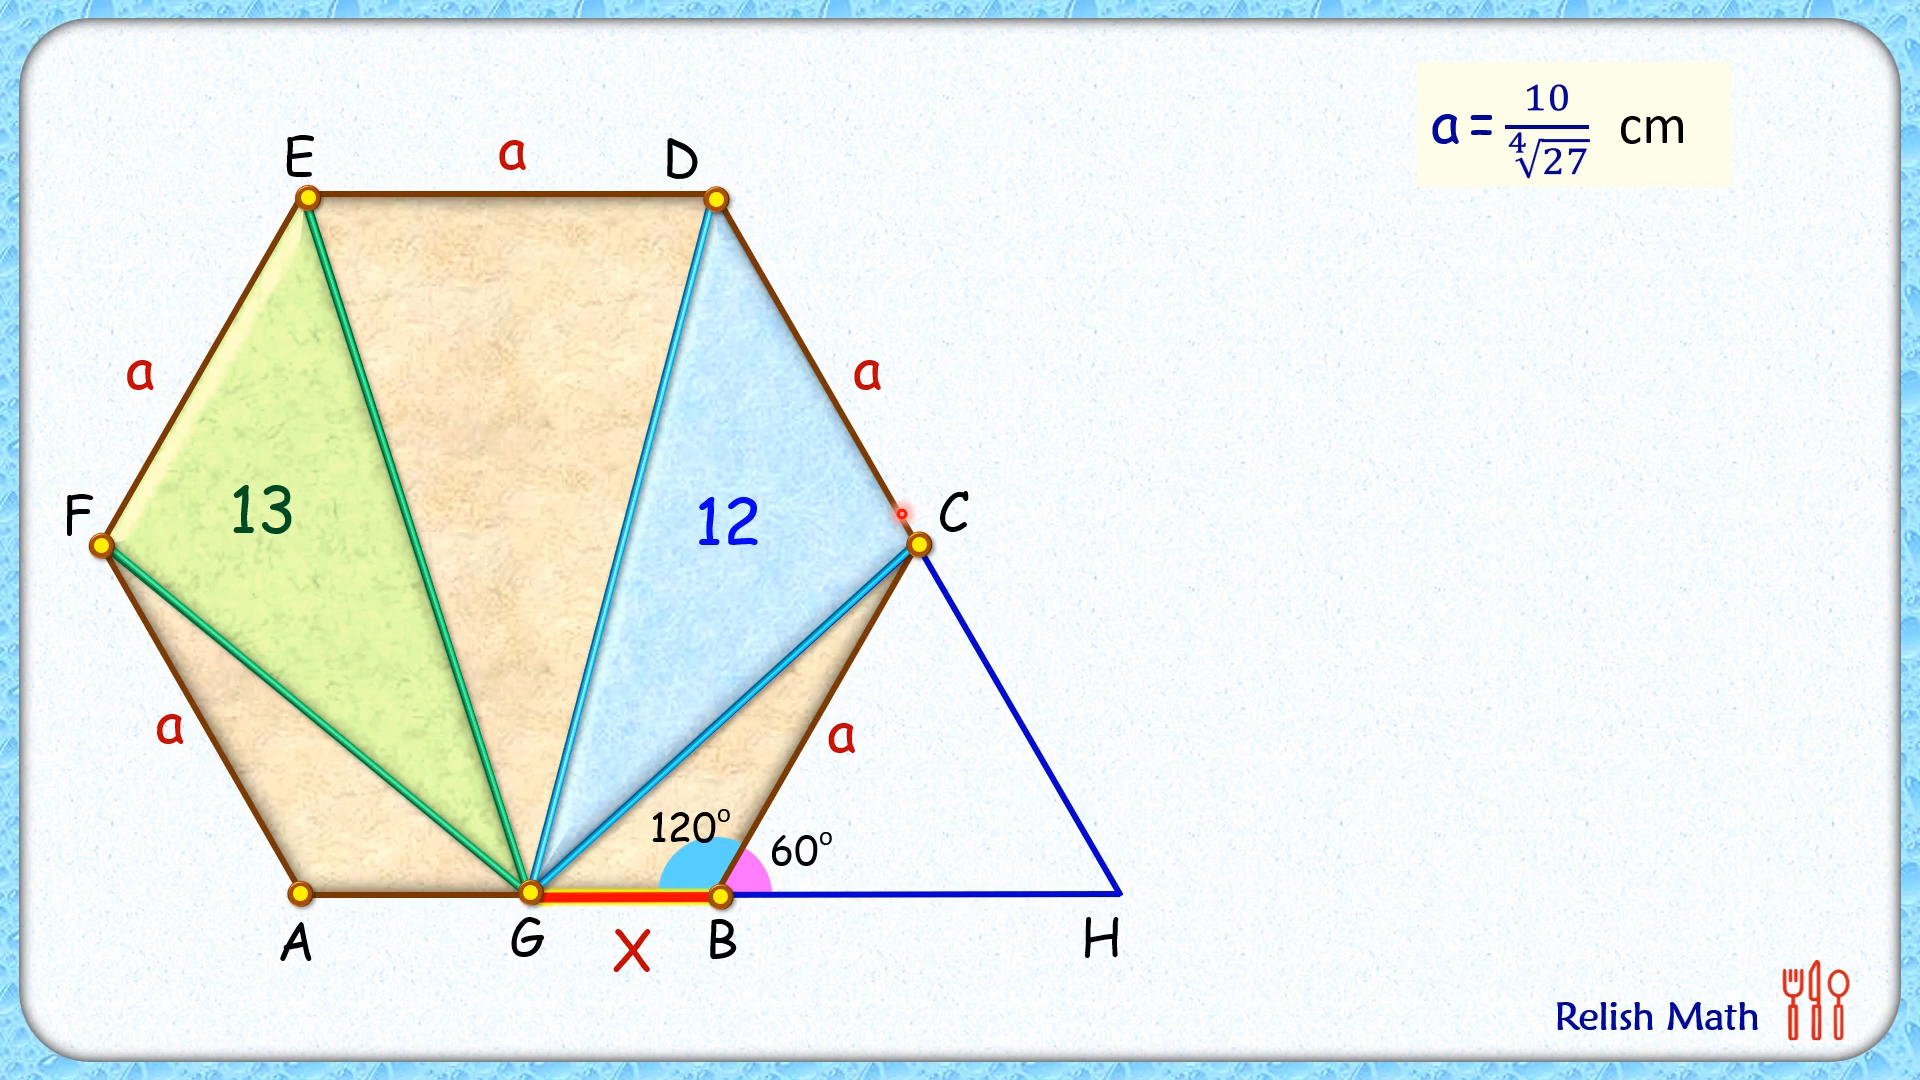 a = 10/∜27 cm
E a D
a a
F 13 12 C
a a
120° 60°
A G X B H
Relish Math